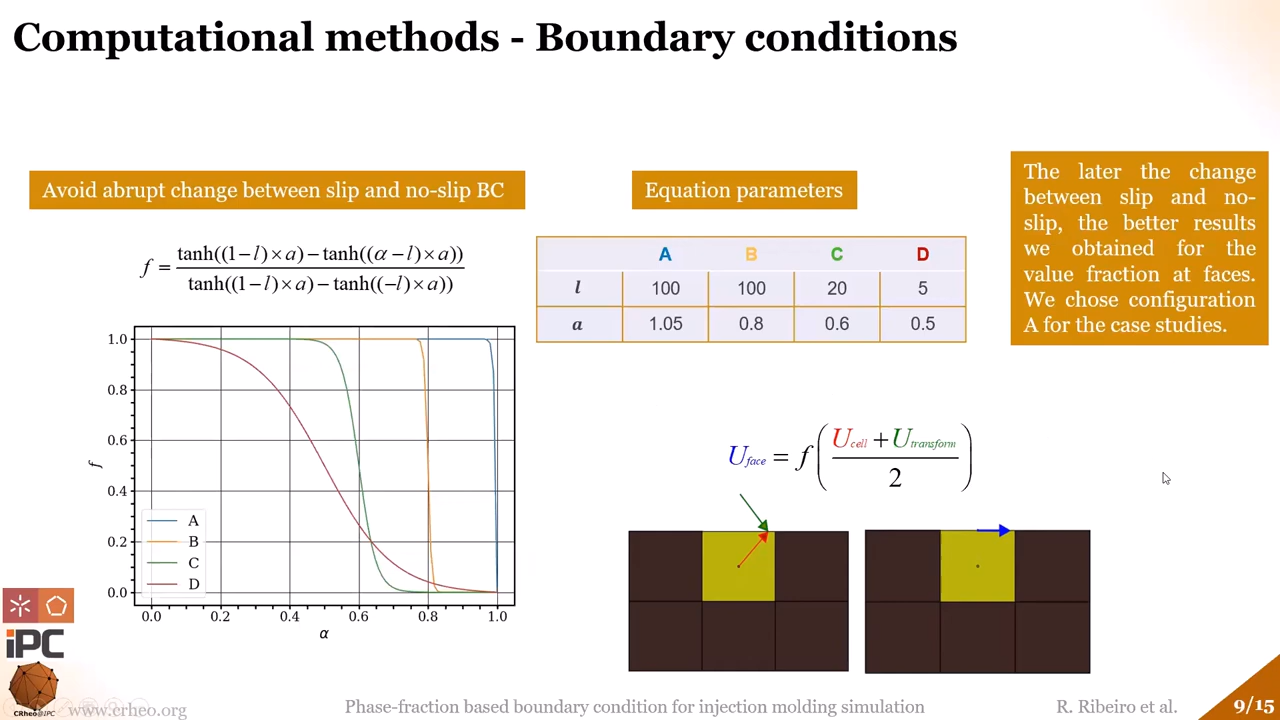 Computational methods - Boundary conditions
Avoid abrupt change between slip and no-slip BC
f = tanh((1−l)×a)−tanh((α−l)×a)) / tanh((1−l)×a)−tanh((−l)×a))
f
1.0
0.8
0.6
0.4
0.2
0.0
A
B
C
D
0.0 0.2 0.4 0.6 0.8 1.0
α
Equation parameters
A B C D
l 100 100 20 5
a 1.05 0.8 0.6 0.5
The later the change
between slip and no-
slip, the better results
we obtained for the
value fraction at faces.
We chose configuration
A for the case studies.
U_face = f((U_cell + U_transform) / 2)
iPC
CRheo@IPC
www.crheo.org
Phase-fraction based boundary condition for injection molding simulation
R. Ribeiro et al.
9/15